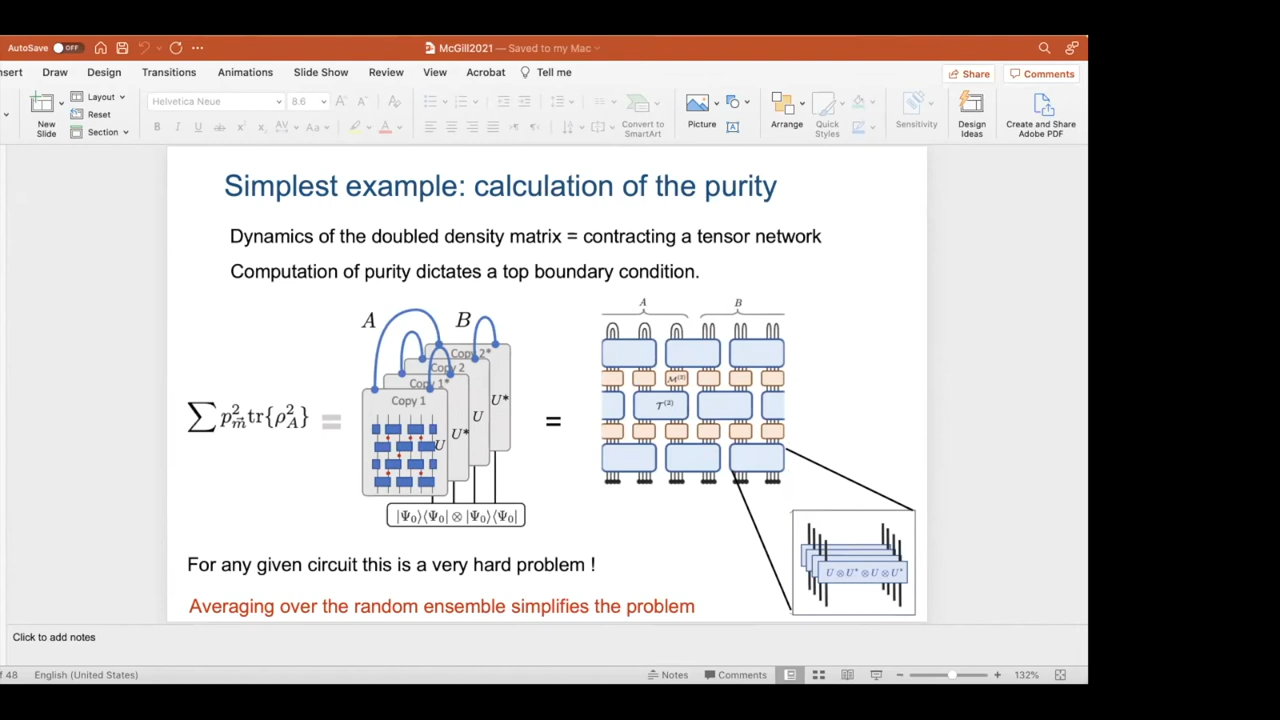 AutoSave OFF
McGill2021 — Saved to my Mac
nsert Draw Design Transitions Animations Slide Show Review View Acrobat Tell me
Share Comments
New Slide
Layout
Reset
Section
Helvetica Neue 8.6
Convert to SmartArt
Picture
Arrange
Quick Styles
Sensitivity
Design Ideas
Create and Share Adobe PDF
Simplest example: calculation of the purity
Dynamics of the doubled density matrix = contracting a tensor network
Computation of purity dictates a top boundary condition.
A B
Copy 2*
Copy 2
Copy 1*
Copy 1
U U* U U*
∑ p²_m⃗ tr{ρ²_A} = =
|Ψ₀⟩⟨Ψ₀| ⊗ |Ψ₀⟩⟨Ψ₀|
A B
M⁽²⁾
T⁽²⁾
U ⊗ U* ⊗ U ⊗ U*
For any given circuit this is a very hard problem !
Averaging over the random ensemble simplifies the problem
Click to add notes
f 48 English (United States) Notes Comments 132%